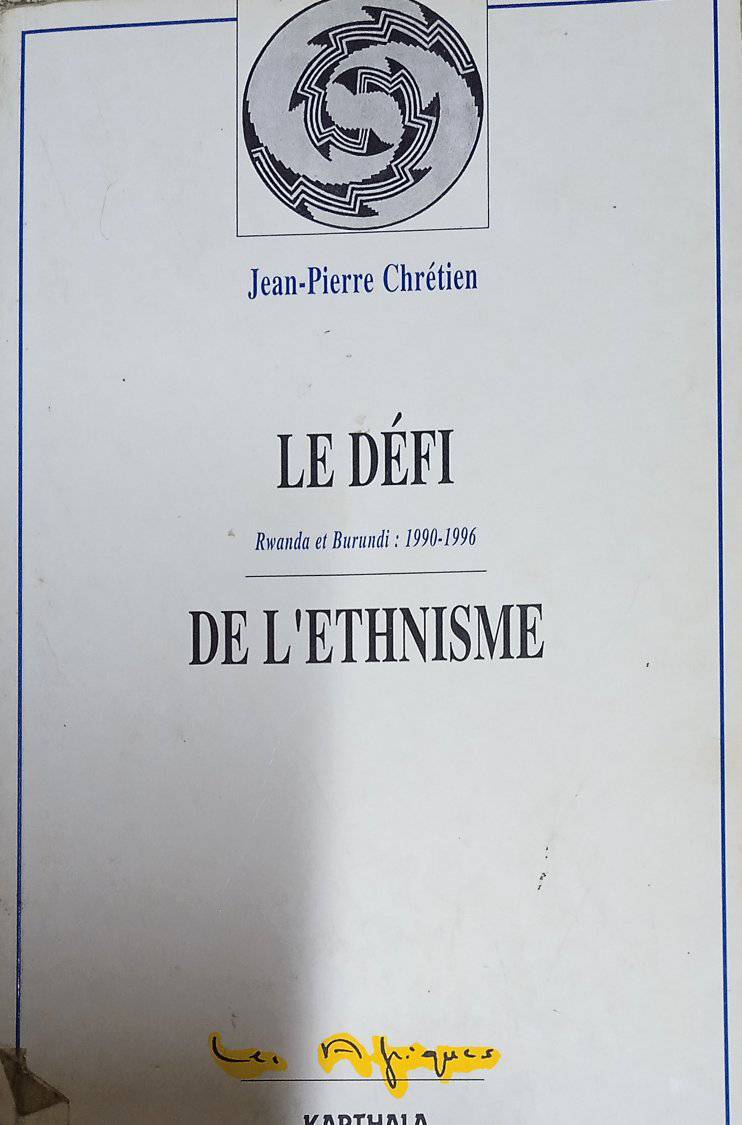 Jean-Pierre Chrétien
LE DÉFI
Rwanda et Burundi : 1990-1996
DE L'ETHNISME
Les Afriques
KARTHALA